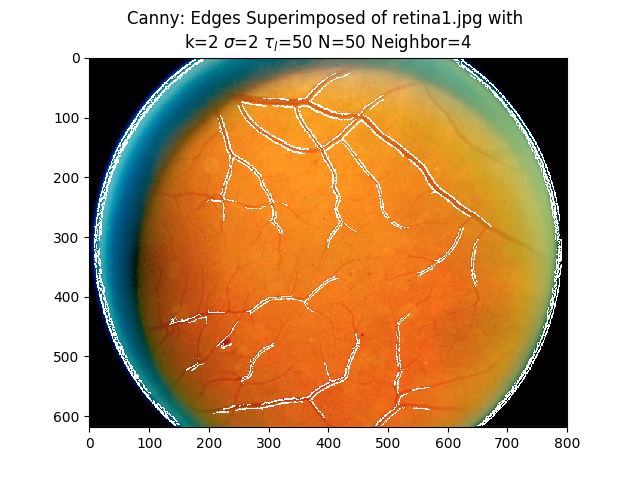 Canny: Edges Superimposed of retina1.jpg with
k=2 σ=2 τ_l=50 N=50 Neighbor=4
0
100
200
300
400
500
600
0 100 200 300 400 500 600 700 800